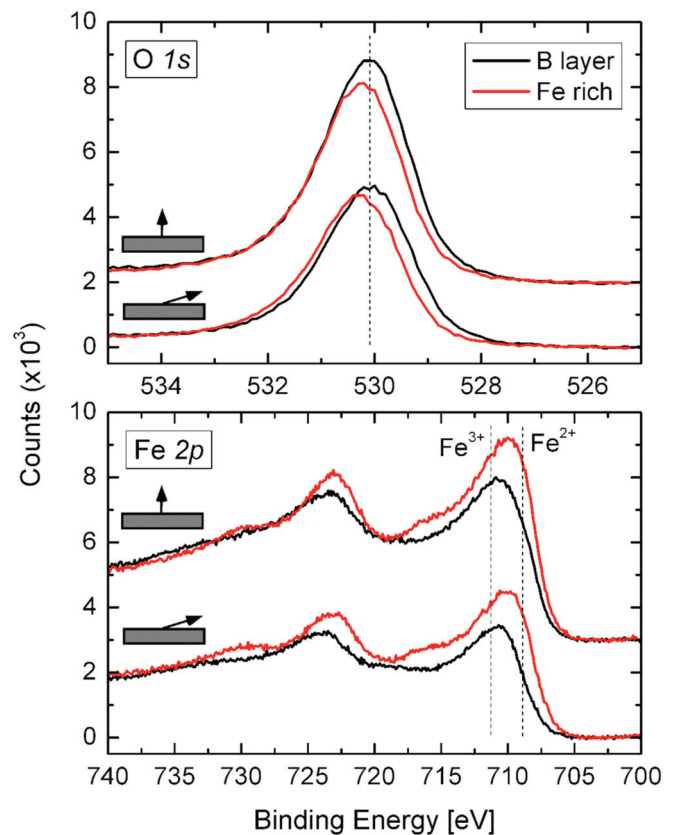 O 1s
B layer
Fe rich
10
8
6
4
2
0
534 532 530 528 526
Counts (x10³)
Fe 2p
Fe³⁺ Fe²⁺
10
8
6
4
2
0
740 735 730 725 720 715 710 705 700
Binding Energy [eV]